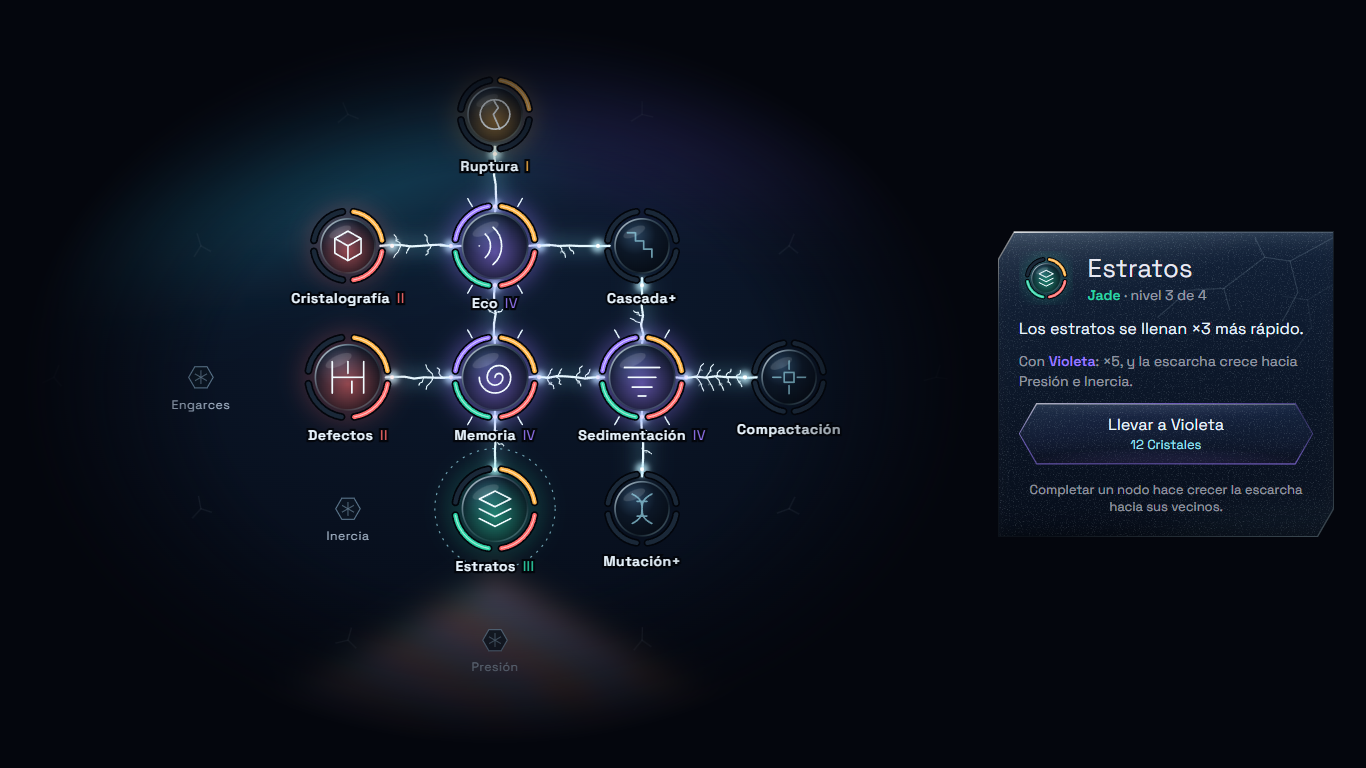 Ruptura I
Cristalografía II
Eco IV
Cascada+
Engarces
Defectos II
Memoria IV
Sedimentación IV
Compactación
Inercia
Estratos III
Mutación+
Presión
Estratos
Jade · nivel 3 de 4
Los estratos se llenan ×3 más rápido.
Con Violeta: ×5, y la escarcha crece hacia
Presión e Inercia.
Llevar a Violeta
12 Cristales
Completar un nodo hace crecer la escarcha
hacia sus vecinos.